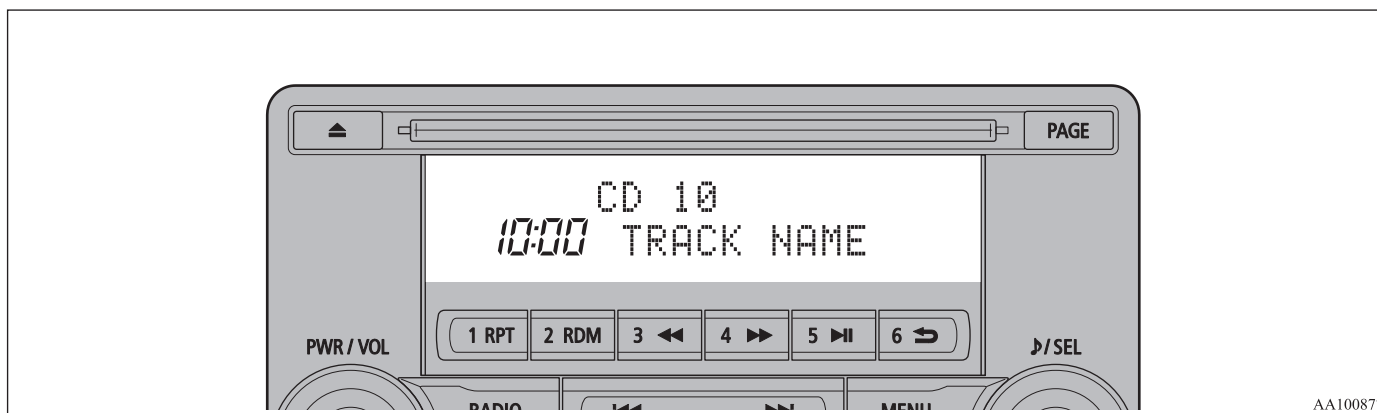 PAGE
CD 10
10:00 TRACK NAME
1 RPT 2 RDM 3 4 5 6
PWR / VOL
♪/SEL
RADIO
MENU